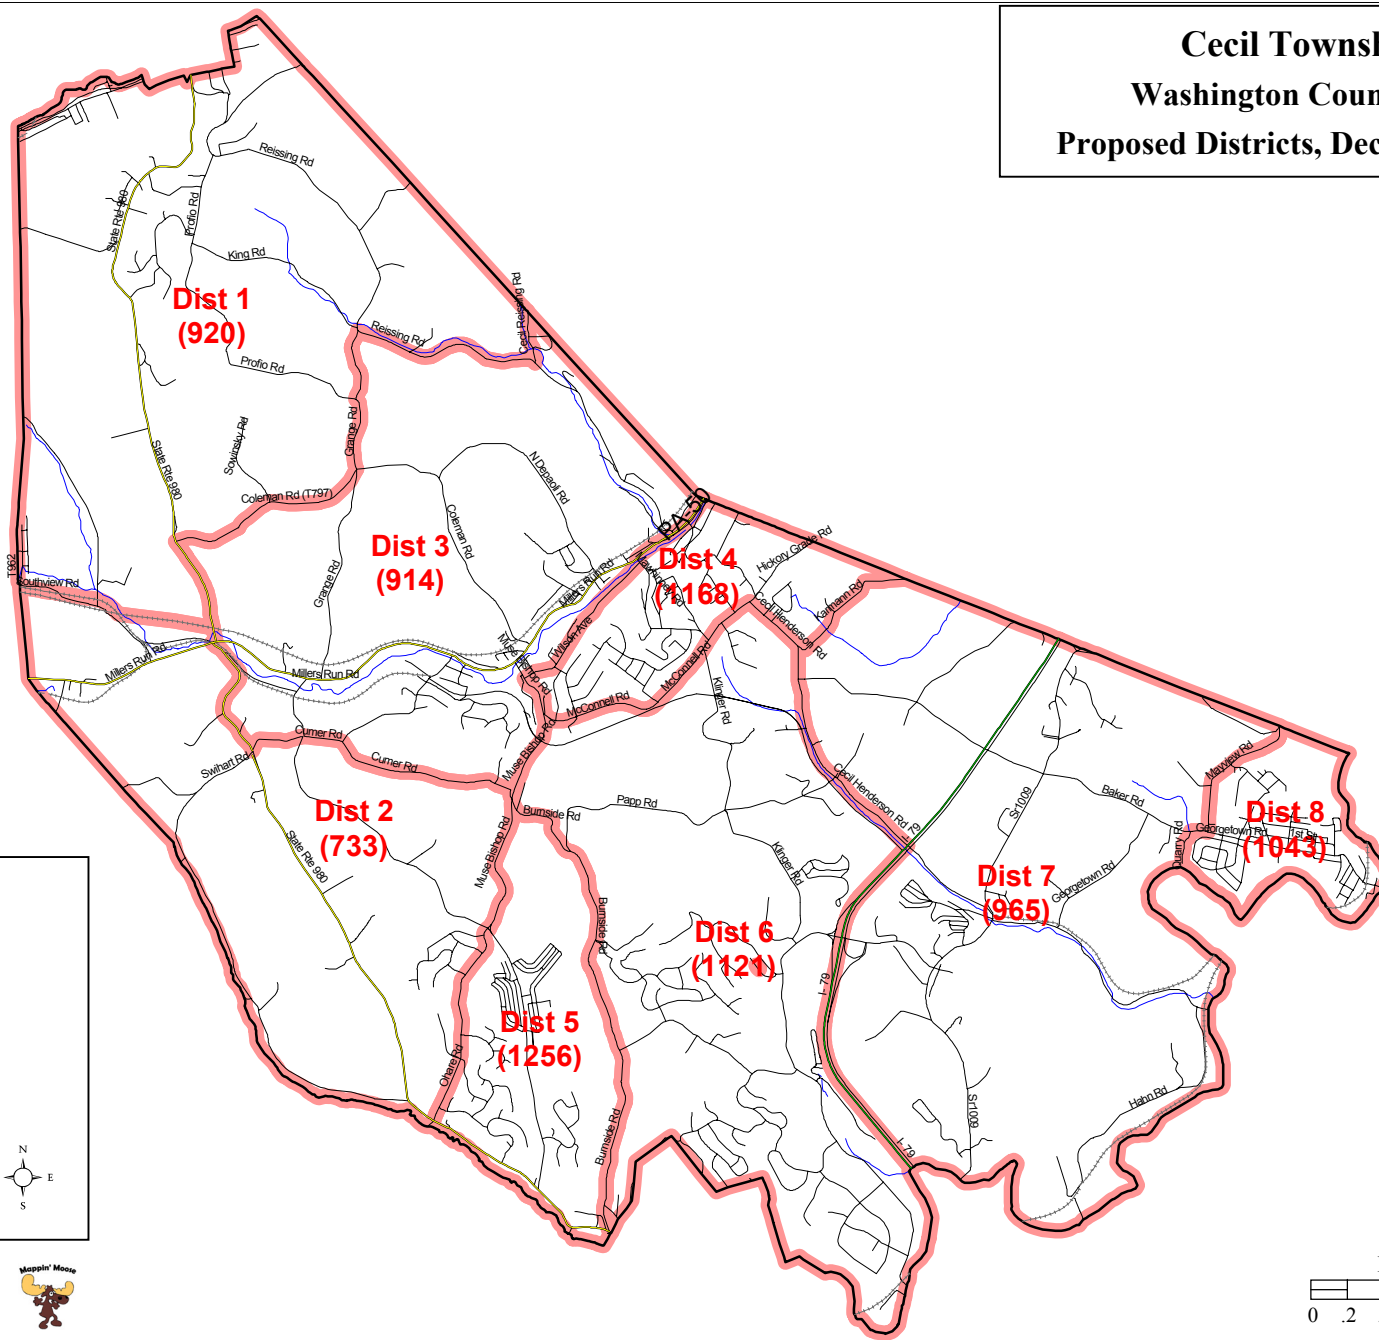 Cecil Townsh
Washington Coun
Proposed Districts, Dec
Reissing Rd
State Rte 980
Profio Rd
King Rd
Cecil Reissing Rd
Dist 1
(920)
Reissing Rd
Profio Rd
Grange Rd
Sowinsky Rd
State Rte 980
N Depaoli Rd
Coleman Rd (T797)
PA-50
Coleman Rd
Hickory Grade Rd
Dist 3
(914)
Dist 4
(1168)
T962
Southview Rd
Grange Rd
Millers Run Rd
Karlmann Rd
Cecil Henderson Rd
Wilson Ave
Muse Bishop Rd
Millers Run Rd
Millers Run Rd
McConnell Rd
McConnell Rd
Klinger Rd
Swihart Rd
Cumer Rd
Cumer Rd
Muse Bishop Rd
Mayview Rd
Cecil Henderson Rd
79
Sr1009
Baker Rd
Dist 2
(733)
Burnside Rd
Papp Rd
Dist 8
(1043)
Georgetown Rd
1st St
Quarry Rd
State Rte 980
Muse Bishop Rd
Klinger Rd
Dist 7
(965)
Georgetown Rd
Burnside Rd
Dist 6
(1121)
I- 79
Dist 5
(1256)
Ohare Rd
Burnside Rd
Sr1009
Hahn Rd
I- 79
N
E
S
Mappin' Moose
0 .2